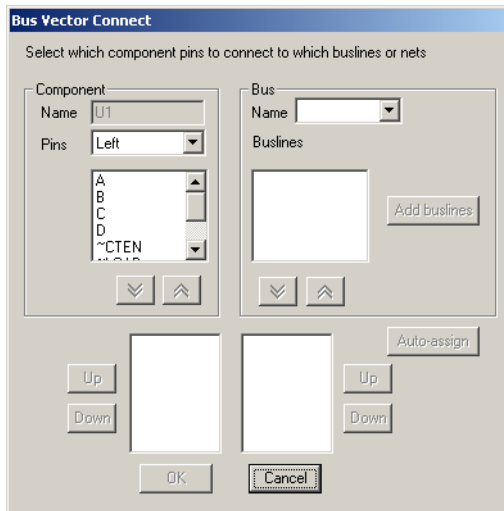 Bus Vector Connect
Select which component pins to connect to which buslines or nets
Component
Name U1
Pins Left
A
B
C
D
~CTEN
Bus
Name
Buslines
Add buslines
Auto-assign
Up
Down
Up
Down
OK
Cancel